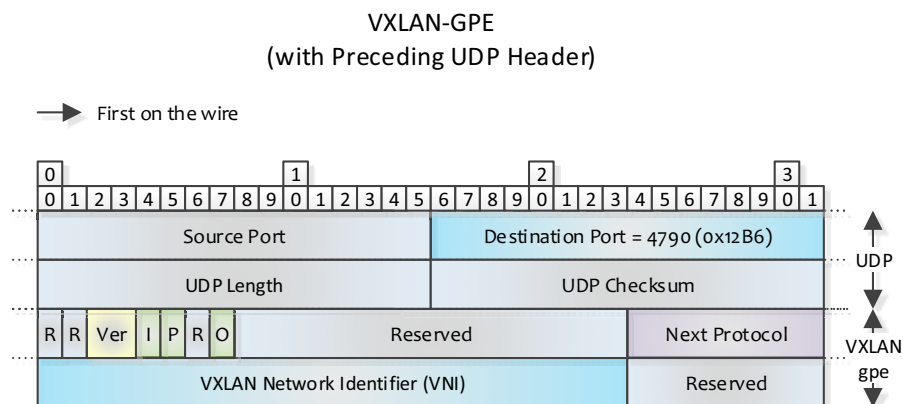 VXLAN-GPE
(with Preceding UDP Header)
First on the wire
0 1 2 3
0 1 2 3 4 5 6 7 8 9 0 1 2 3 4 5 6 7 8 9 0 1 2 3 4 5 6 7 8 9 0 1
Source Port Destination Port = 4790 (0x12B6)
UDP
UDP Length UDP Checksum
R R Ver I P R O Reserved Next Protocol
VXLAN
gpe
VXLAN Network Identifier (VNI) Reserved